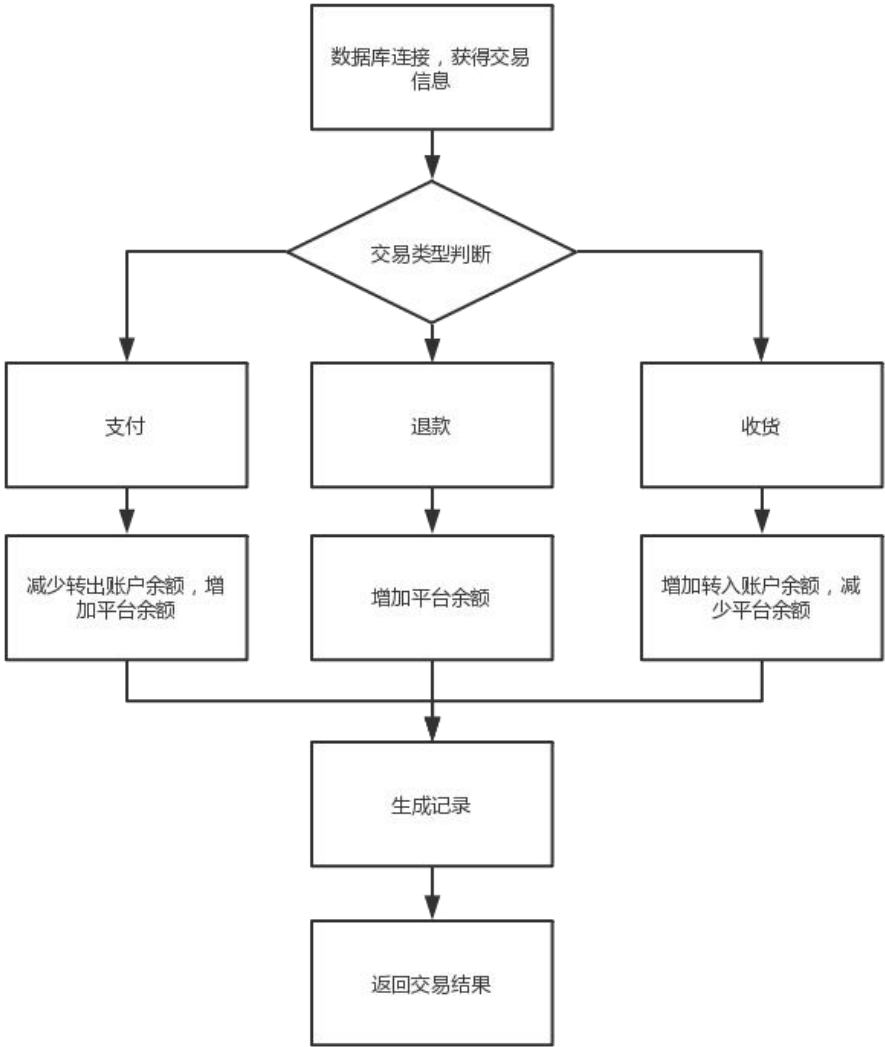 数据库连接，获得交易
信息
交易类型判断
支付
退款
收货
减少转出账户余额，增
加平台余额
增加平台余额
增加转入账户余额，减
少平台余额
生成记录
返回交易结果